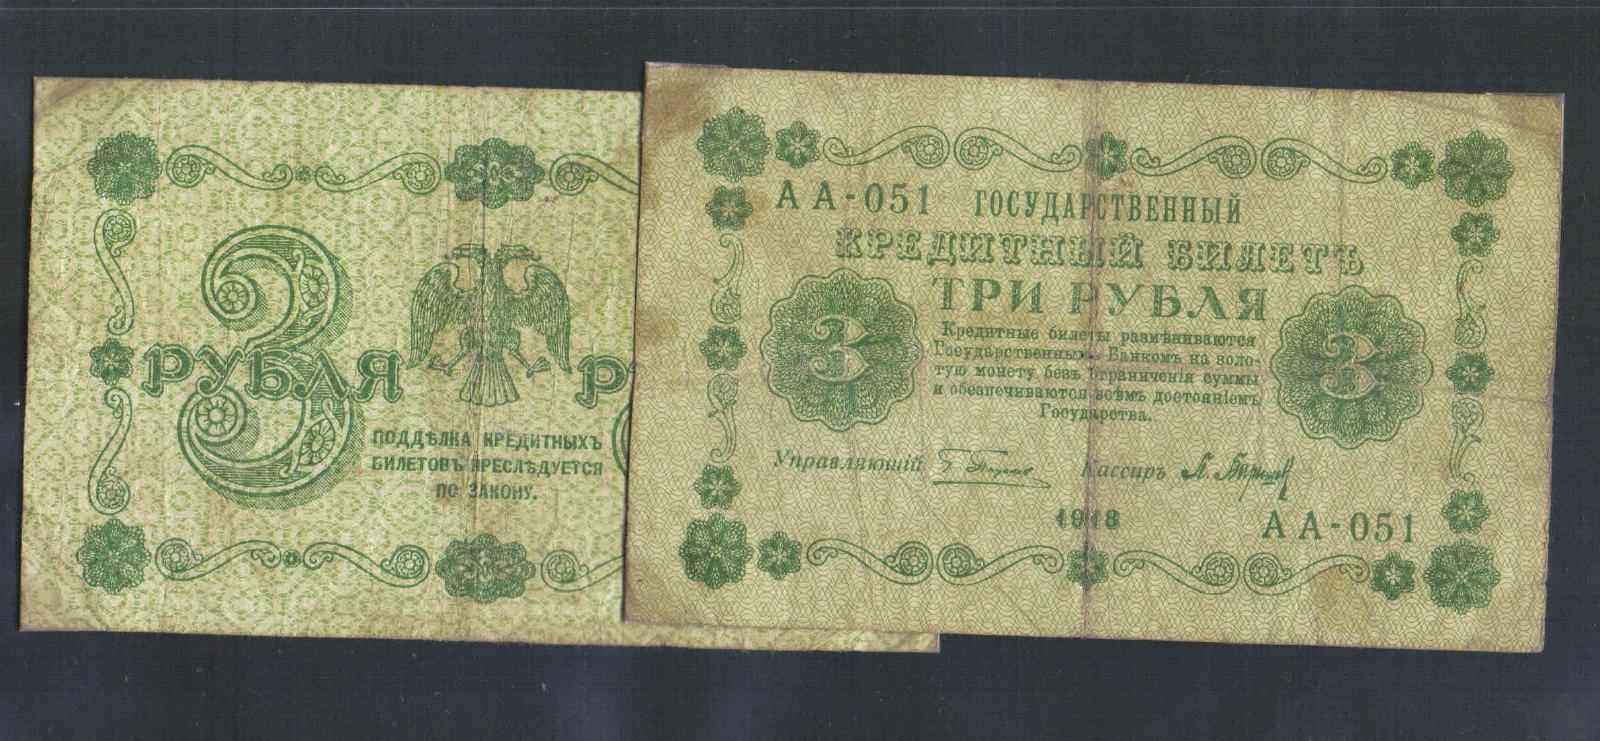 3
РУБЛЯ
Р
ПОДДѢЛКА КРЕДИТНЫХЪ
БИЛЕТОВЪ ПРЕСЛѢДУЕТСЯ
ПО ЗАКОНУ.
АА-051 ГОСУДАРСТВЕННЫЙ
КРЕДИТНЫЙ БИЛЕТЪ
ТРИ РУБЛЯ
3
Кредитные билеты размѣниваются
Государственнымъ Банкомъ на золо-
тую монету безъ ограниченія суммы
и обезпечиваются всѣмъ достояніемъ
Государства.
3
Управляющій
Кассиръ
1918
АА-051